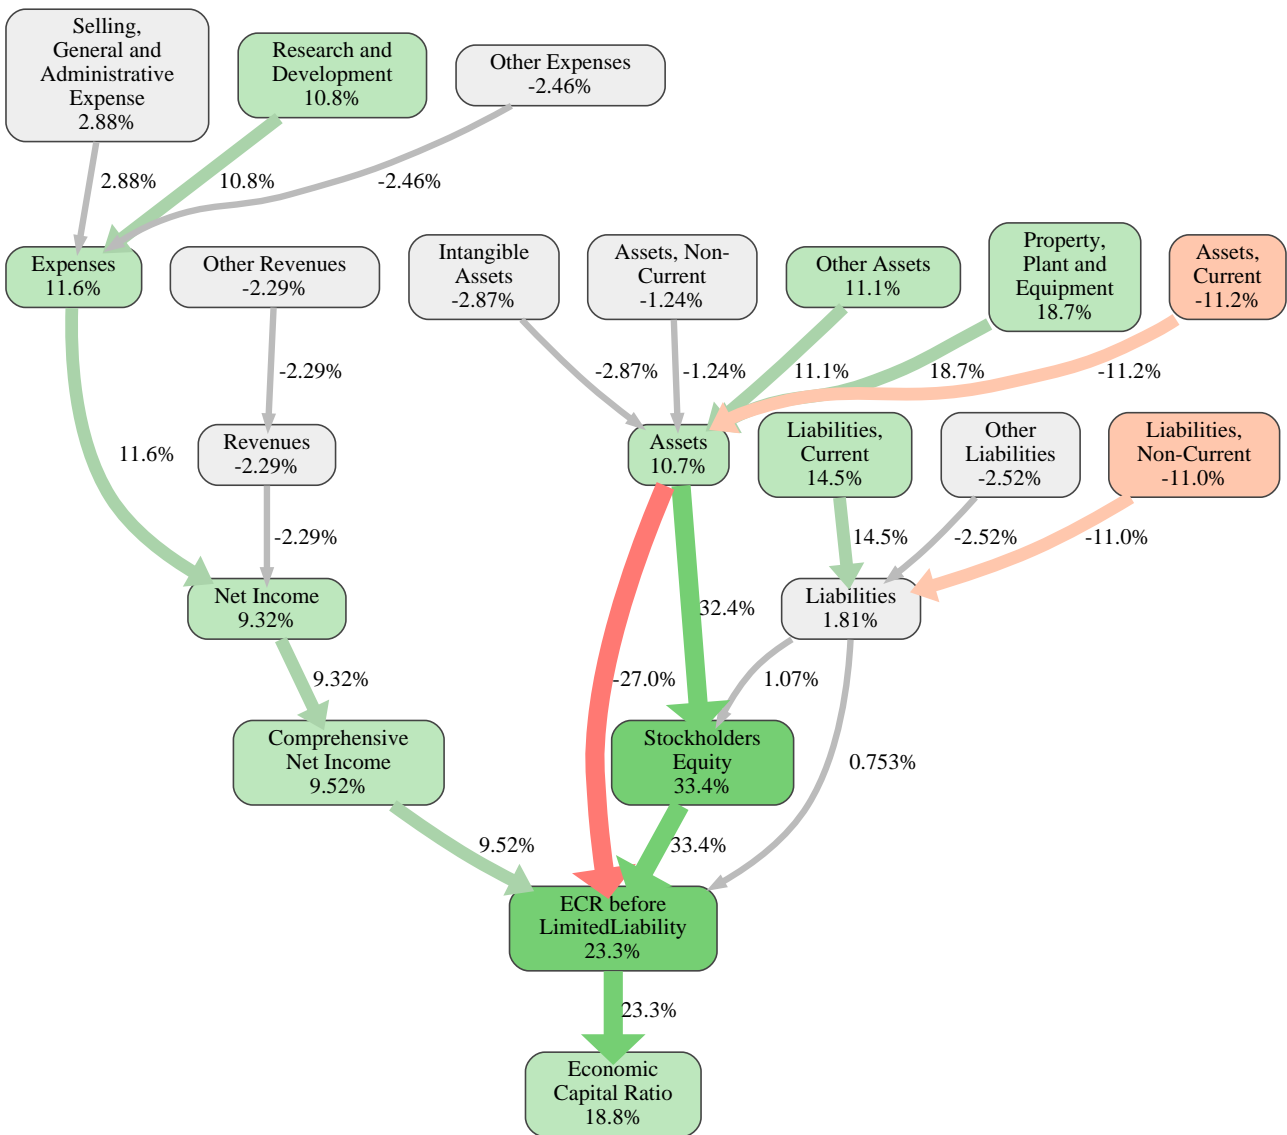 Selling,
General and
Administrative
Expense
2.88%
Research and
Development
10.8%
Other Expenses
-2.46%
2.88%
10.8%
-2.46%
Expenses
11.6%
Other Revenues
-2.29%
Intangible
Assets
-2.87%
Assets, Non-
Current
-1.24%
Other Assets
11.1%
Property,
Plant and
Equipment
18.7%
Assets,
Current
-11.2%
-2.29%
-2.87%
-1.24%
11.1%
18.7%
-11.2%
11.6%
Revenues
-2.29%
Assets
10.7%
Liabilities,
Current
14.5%
Other
Liabilities
-2.52%
Liabilities,
Non-Current
-11.0%
-2.29%
14.5%
-2.52%
-11.0%
Net Income
9.32%
32.4%
Liabilities
1.81%
9.32%
-27.0%
1.07%
Comprehensive
Net Income
9.52%
Stockholders
Equity
33.4%
0.753%
9.52%
33.4%
ECR before
LimitedLiability
23.3%
23.3%
Economic
Capital Ratio
18.8%